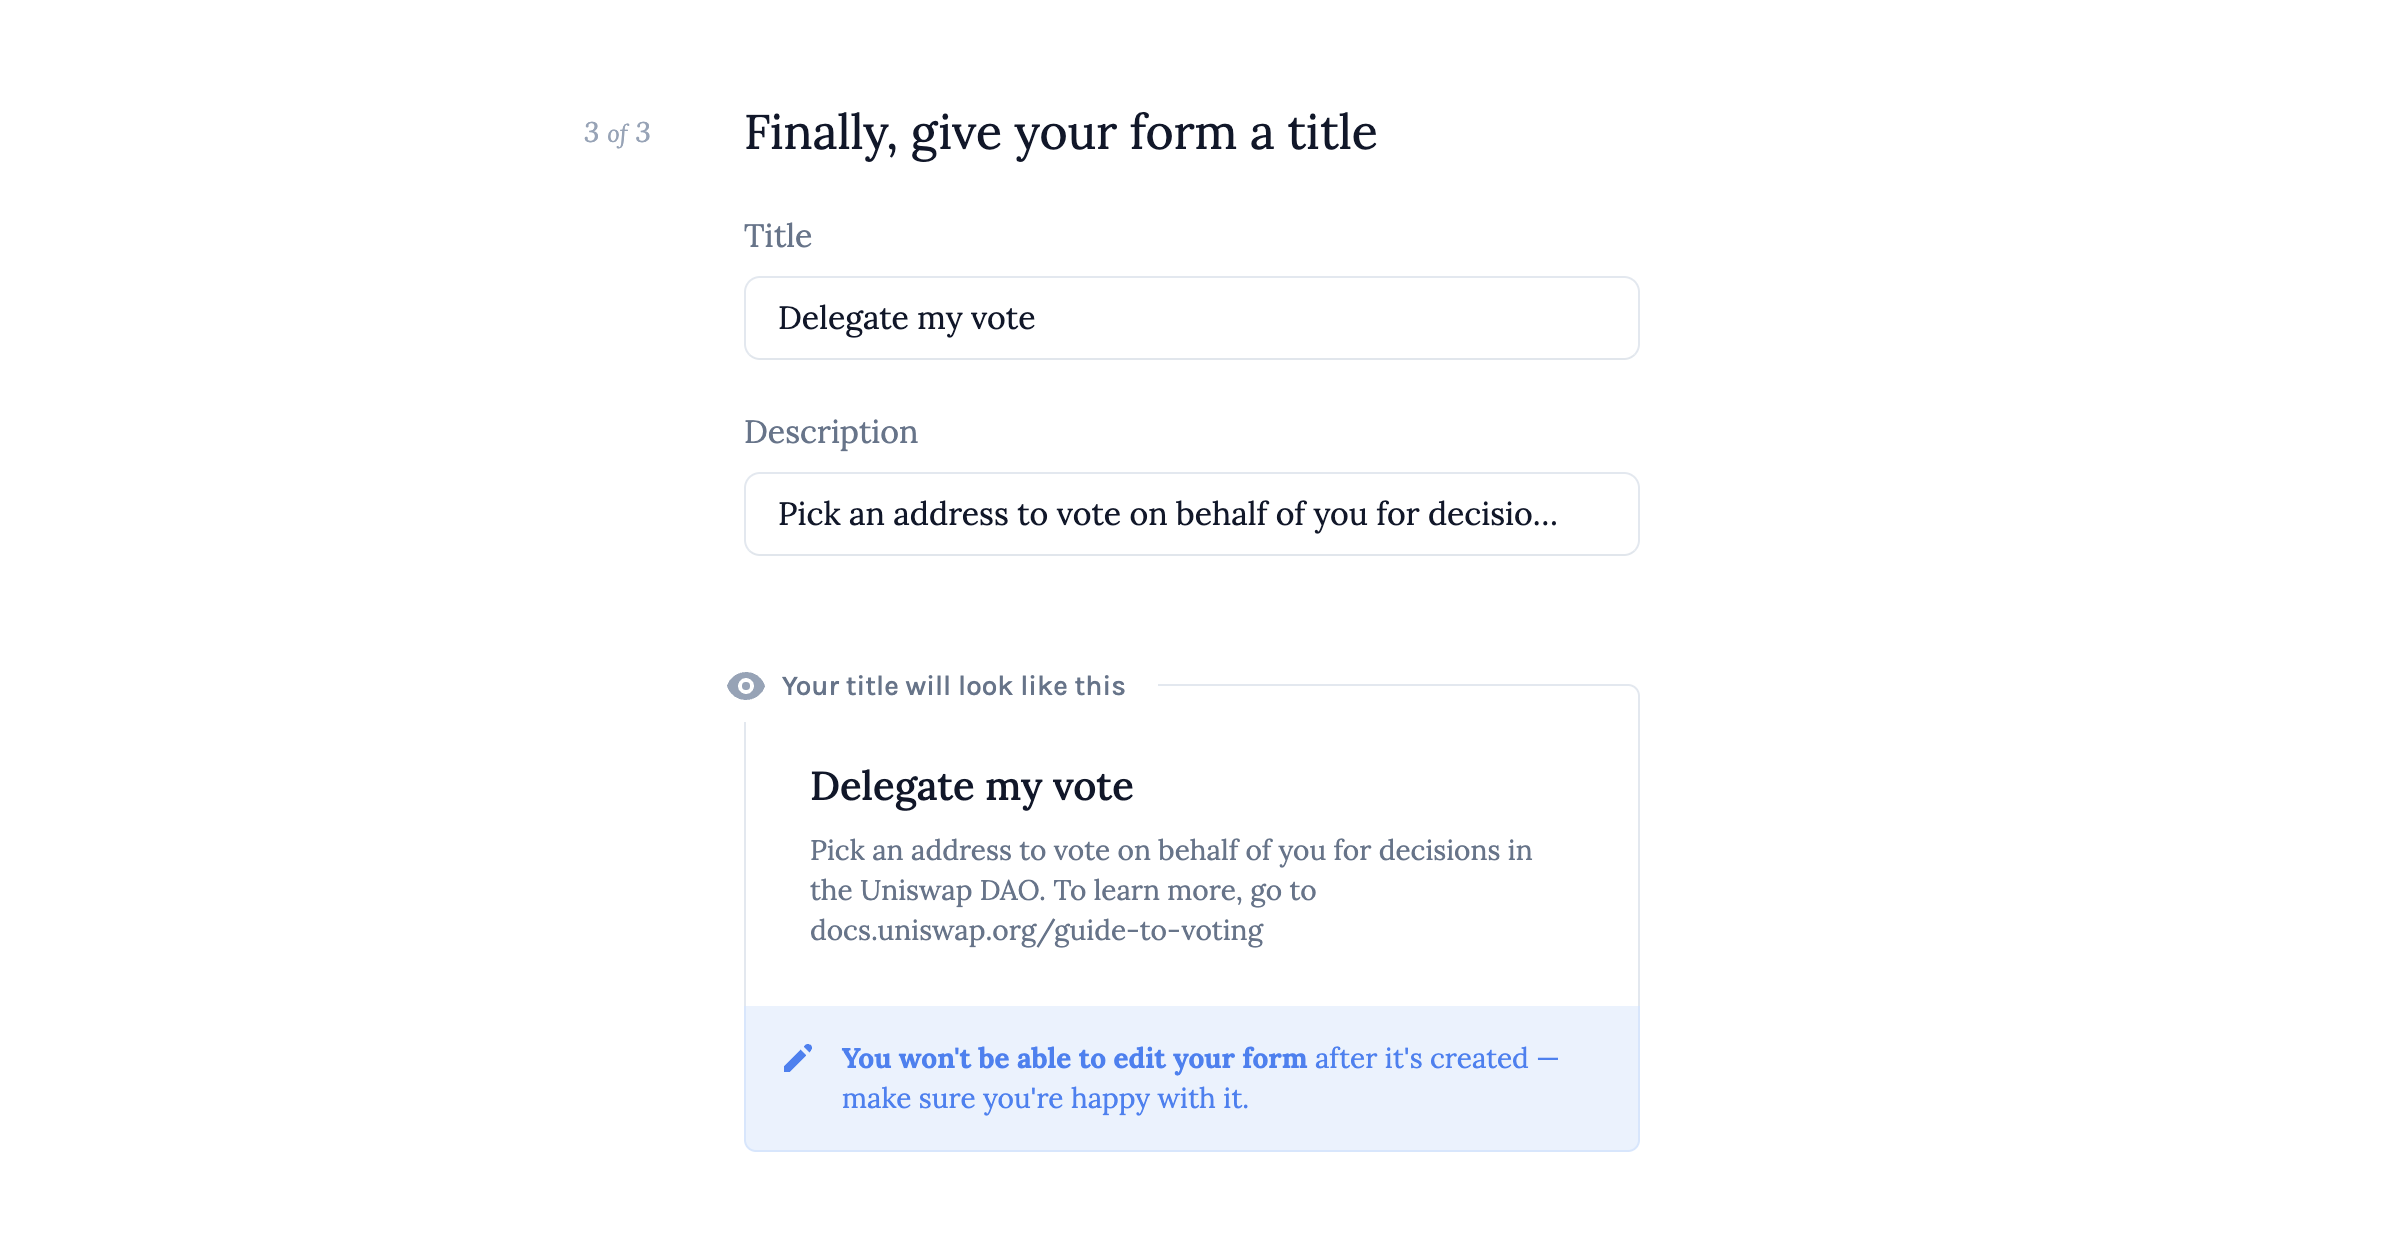 3 of 3
Finally, give your form a title
Title
Delegate my vote
Description
Pick an address to vote on behalf of you for decisio...
Your title will look like this
Delegate my vote
Pick an address to vote on behalf of you for decisions in
the Uniswap DAO. To learn more, go to
docs.uniswap.org/guide-to-voting
You won't be able to edit your form after it's created —
make sure you're happy with it.